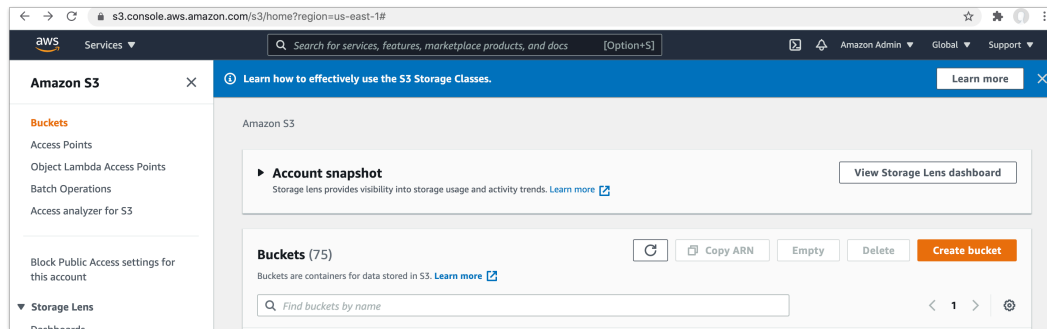 s3.console.aws.amazon.com/s3/home?region=us-east-1#
aws
Services ▼
Search for services, features, marketplace products, and docs
[Option+S]
Amazon Admin ▼
Global ▼
Support ▼
Amazon S3
Learn how to effectively use the S3 Storage Classes.
Learn more
Buckets
Access Points
Object Lambda Access Points
Batch Operations
Access analyzer for S3
Block Public Access settings for
this account
▼ Storage Lens
Dashboards
Amazon S3
Account snapshot
View Storage Lens dashboard
Storage lens provides visibility into storage usage and activity trends. Learn more
Buckets (75)
Copy ARN
Empty
Delete
Create bucket
Buckets are containers for data stored in S3. Learn more
Find buckets by name
1